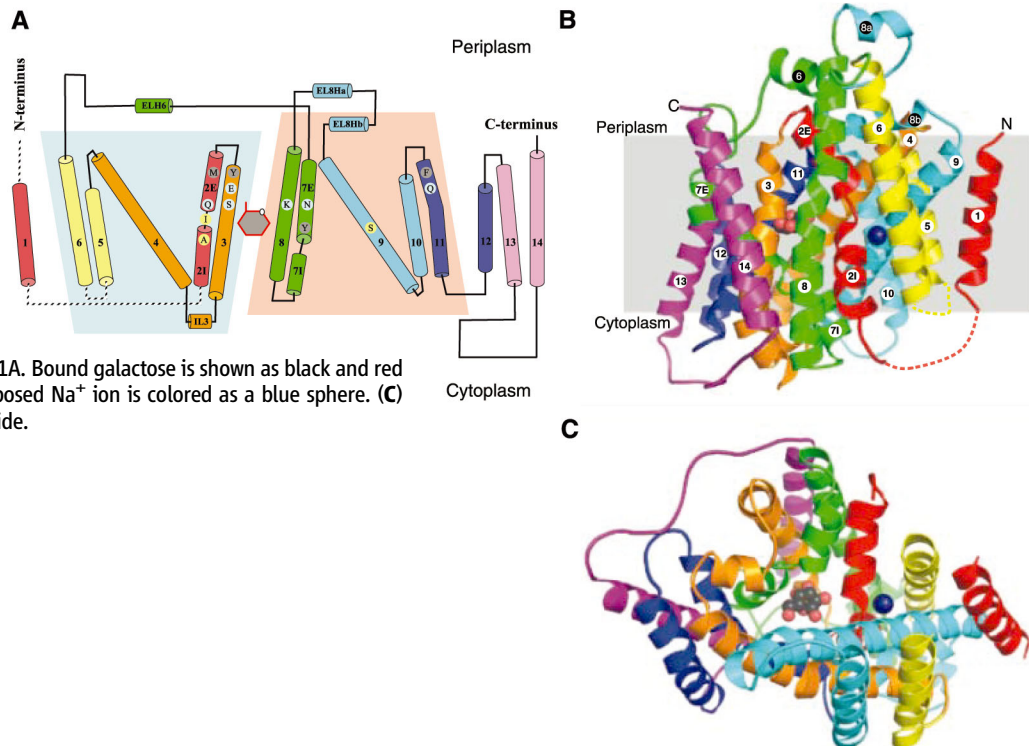 A
Periplasm
N-terminus
ELH6
EL8Ha
EL8Hb
C-terminus
1
6
5
4
2E
M
Q
I
A
2I
Y
E
S
3
IL3
K
8
7E
N
Y
7I
S
9
10
F
Q
11
12
13
14
1A. Bound galactose is shown as black and red
posed Na⁺ ion is colored as a blue sphere. (C)
ide.
Cytoplasm
B
8a
6
C
Periplasm
2E
6
8b
4
N
9
7E
3
11
1
5
12
14
13
2I
8
10
7I
Cytoplasm
C